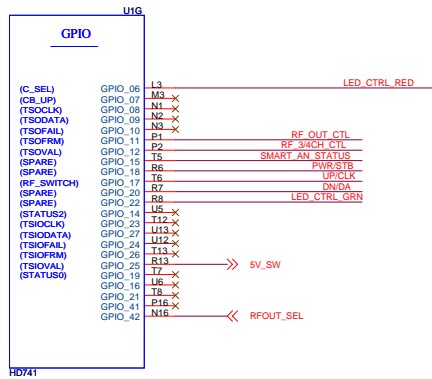 U1G
GPIO
(C_SEL) GPIO_06 L3 LED_CTRL_RED
(CB_UP) GPIO_07 M3
(TSOCLK) GPIO_08 N1
(TSODATA) GPIO_09 N2
(TSOFAIL) GPIO_10 N3
(TSOFRM) GPIO_11 P1 RF_OUT_CTL
(TSOVAL) GPIO_12 P2 RF_3/4CH_CTL
(SPARE) GPIO_15 T5 SMART_AN_STATUS
(SPARE) GPIO_18 R6 PWR/STB
(RF_SWITCH) GPIO_17 T6 UP/CLK
(SPARE) GPIO_20 R7 DN/DA
(SPARE) GPIO_22 R8 LED_CTRL_GRN
(STATUS2) GPIO_14 U5
(TSIOCLK) GPIO_23 T12
(TSIODATA) GPIO_27 U13
(TSIOFAIL) GPIO_24 U12
(TSIOFRM) GPIO_26 T13
(TSIOVAL) GPIO_25 R13 5V_SW
(STATUS0) GPIO_19 T7
GPIO_16 U6
GPIO_21 T8
GPIO_41 P16
GPIO_42 N16 RFOUT_SEL
HD741